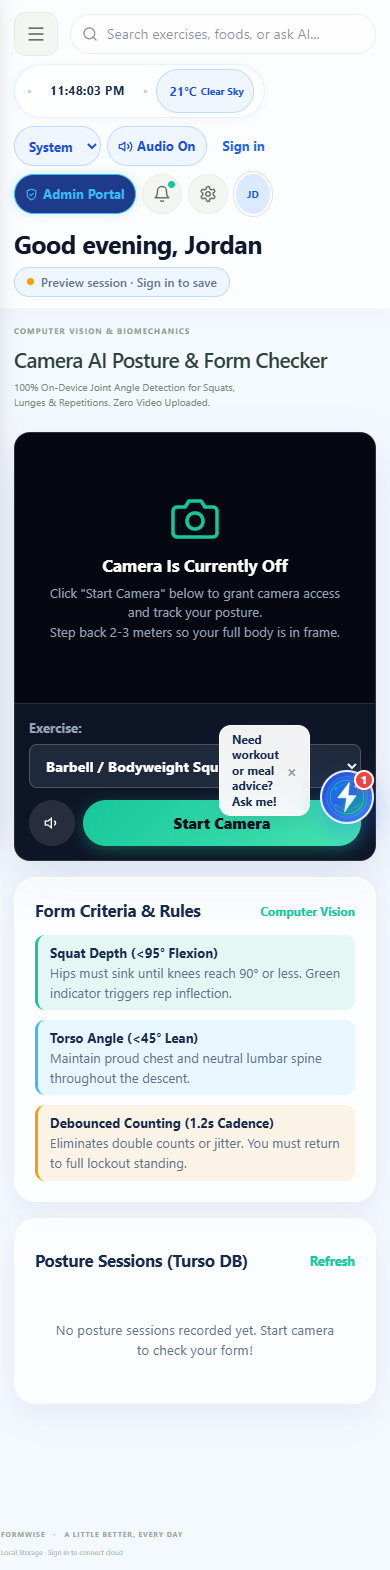 Search exercises, foods, or ask AI...
11:48:03 PM
21°C Clear Sky
System
Audio On
Sign in
Admin Portal
JD
Good evening, Jordan
Preview session · Sign in to save
COMPUTER VISION & BIOMECHANICS
Camera AI Posture & Form Checker
100% On-Device Joint Angle Detection for Squats,
Lunges & Repetitions. Zero Video Uploaded.
Camera Is Currently Off
Click "Start Camera" below to grant camera access
and track your posture.
Step back 2-3 meters so your full body is in frame.
Exercise:
Barbell / Bodyweight Squ
Need
workout
or meal
advice?
Ask me!
×
1
Start Camera
Form Criteria & Rules
Computer Vision
Squat Depth (<95° Flexion)
Hips must sink until knees reach 90° or less. Green
indicator triggers rep inflection.
Torso Angle (<45° Lean)
Maintain proud chest and neutral lumbar spine
throughout the descent.
Debounced Counting (1.2s Cadence)
Eliminates double counts or jitter. You must return
to full lockout standing.
Posture Sessions (Turso DB)
Refresh
No posture sessions recorded yet. Start camera
to check your form!
FORMWISE · A LITTLE BETTER, EVERY DAY
Local Storage · Sign in to connect cloud